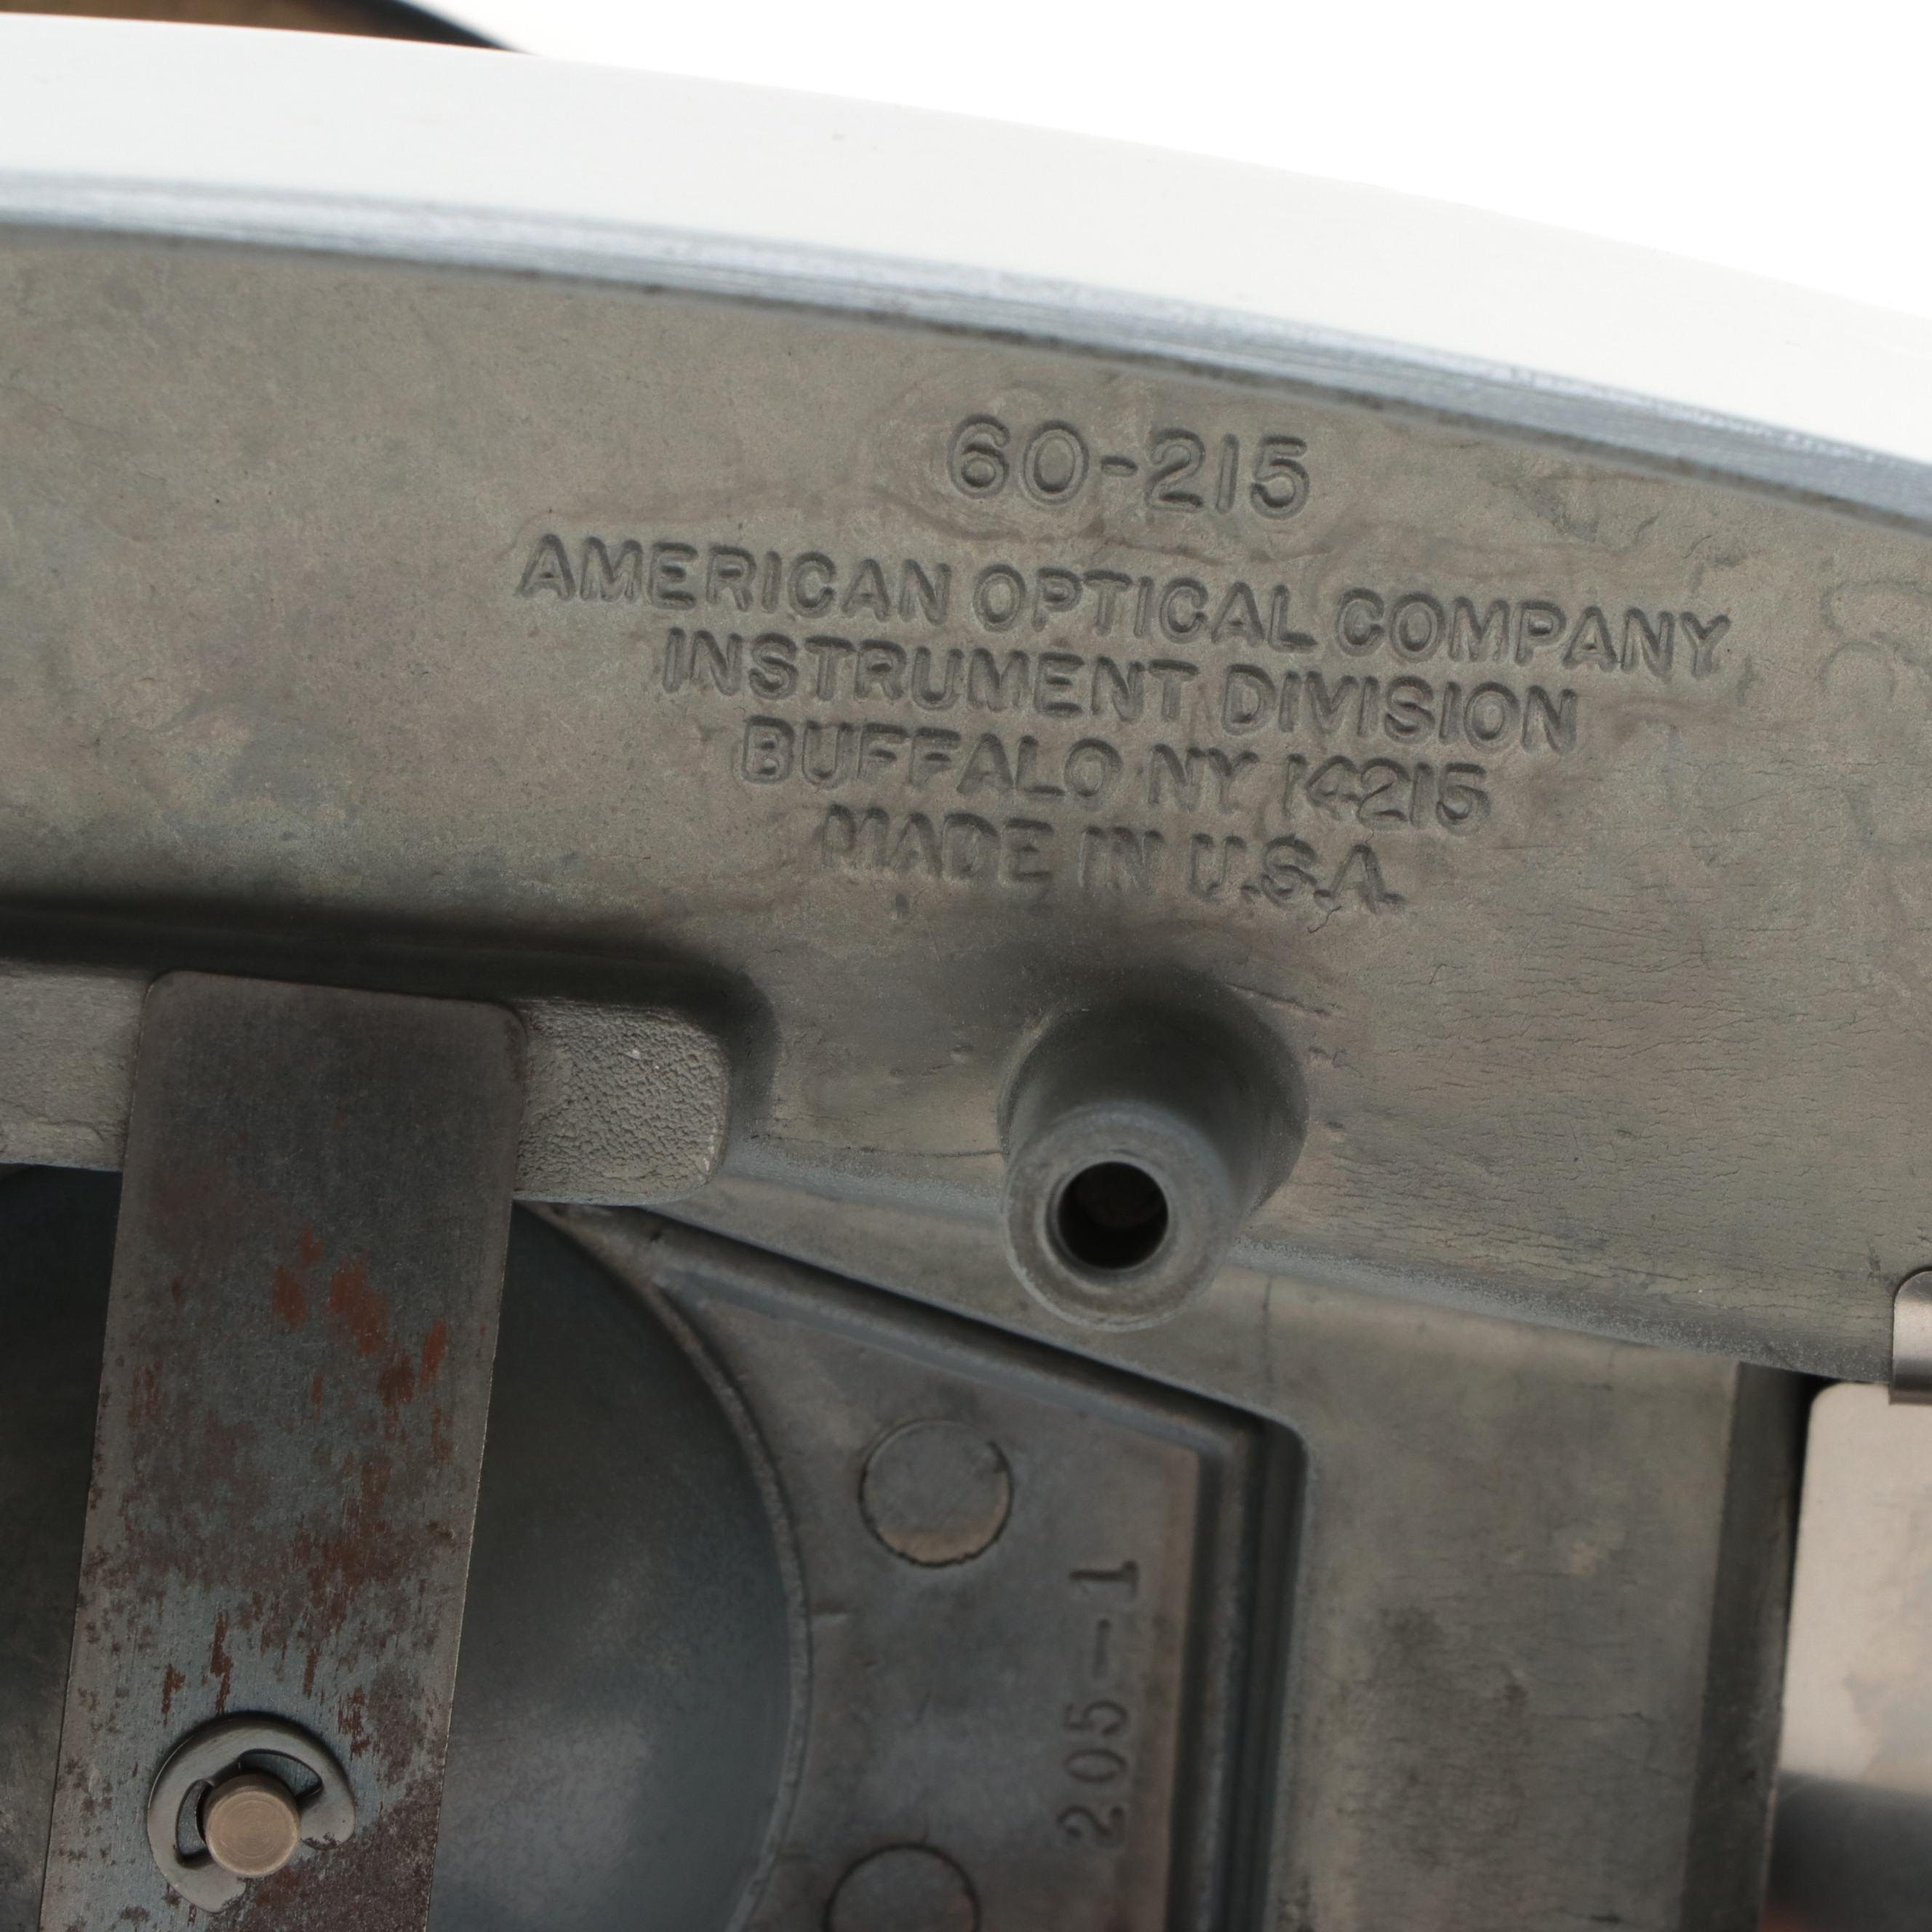 60-215
AMERICAN OPTICAL COMPANY
INSTRUMENT DIVISION
BUFFALO NY 14215
MADE IN U.S.A.
205-1